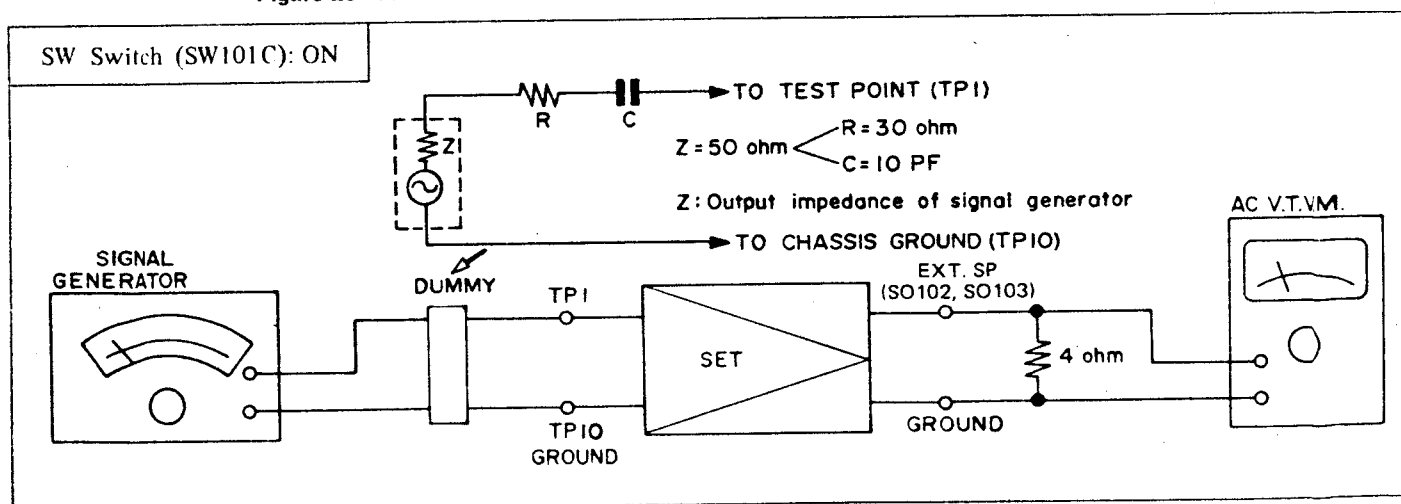 Figure
SW Switch (SW101C): ON
R
C
TO TEST POINT (TP1)
Z
Z = 50 ohm
R = 30 ohm
C = 10 PF
Z : Output impedance of signal generator
TO CHASSIS GROUND (TP10)
AC V.T.V.M.
SIGNAL
GENERATOR
DUMMY
TP1
EXT. SP
(SO102, SO103)
SET
4 ohm
TP10
GROUND
GROUND